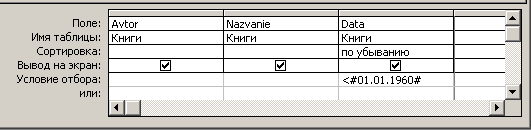 Поле: Avtor Nazvanie Data
Имя таблицы: Книги Книги Книги
Сортировка: по убыванию
Вывод на экран:
Условие отбора: <#01.01.1960#
или: